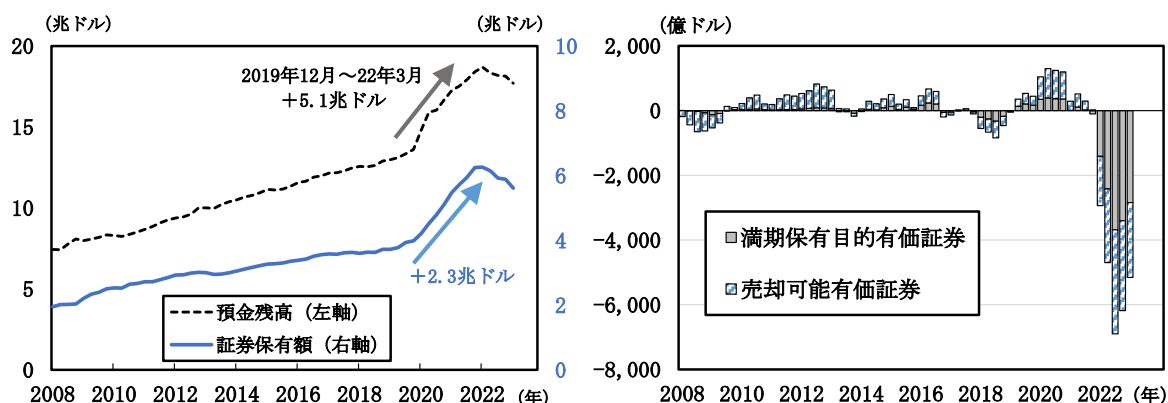 (兆ドル)
(兆ドル)
20
15
10
5
0
10
8
6
4
2
0
2019年12月～22年3月
＋5.1兆ドル
＋2.3兆ドル
預金残高（左軸）
証券保有額（右軸）
2008 2010 2012 2014 2016 2018 2020 2022 (年)
(億ドル)
2,000
0
-2,000
-4,000
-6,000
-8,000
満期保有目的有価証券
売却可能有価証券
2008 2010 2012 2014 2016 2018 2020 2022 (年)